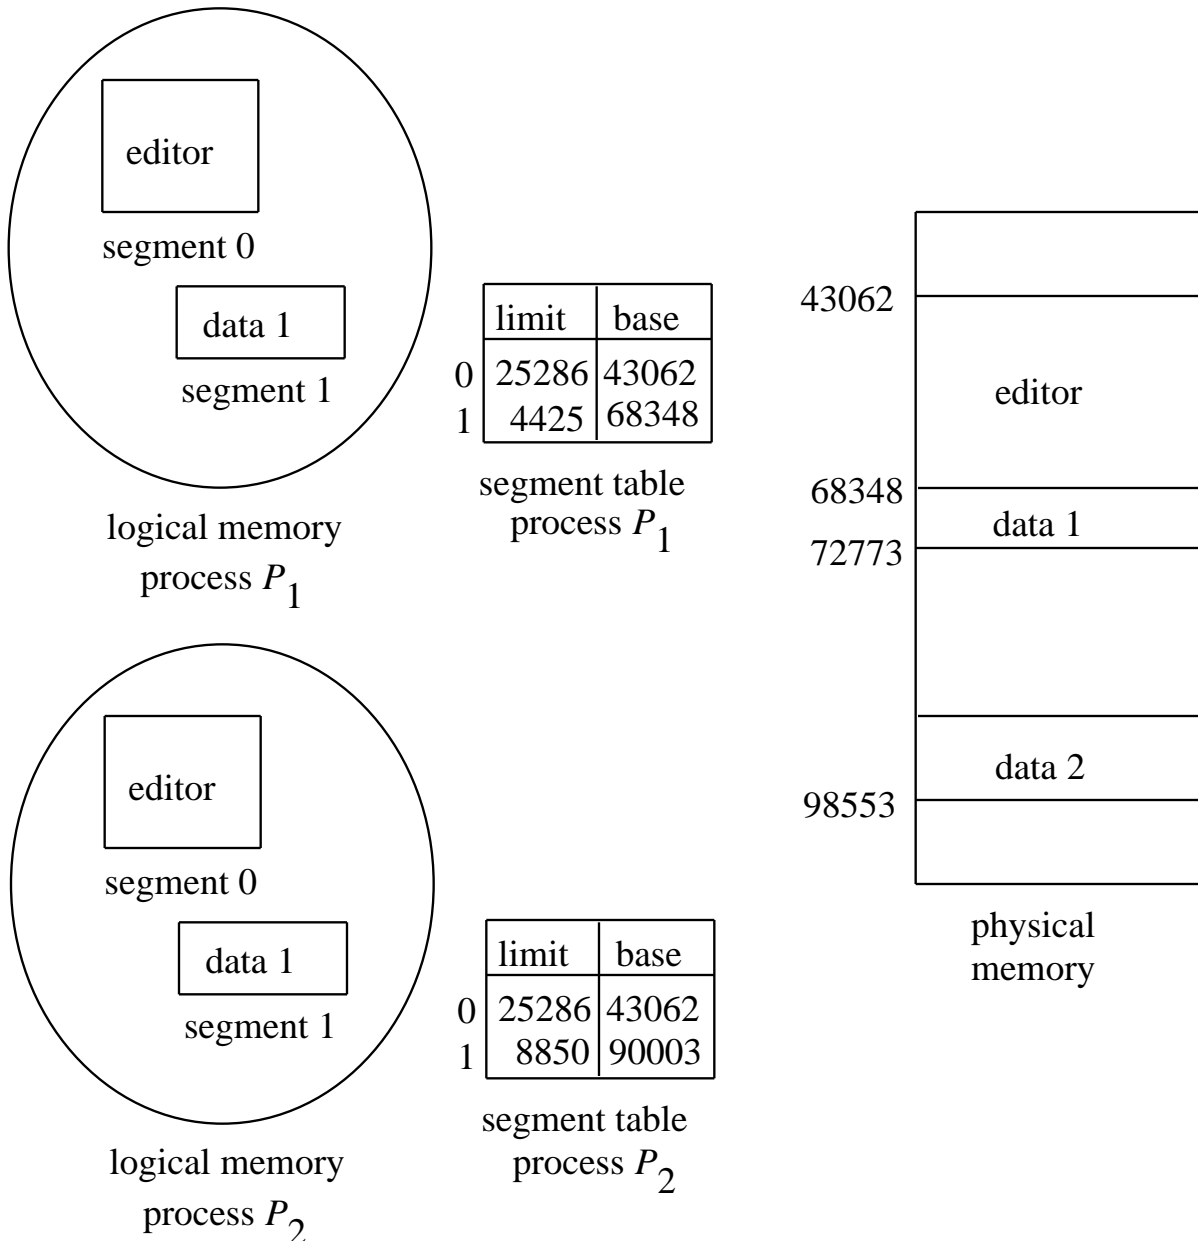 editor
segment 0
data 1
segment 1
logical memory
process P1
limit base
0 25286 43062
1 4425 68348
segment table
process P1
43062
editor
68348
data 1
72773
data 2
98553
physical
memory
editor
segment 0
data 1
segment 1
logical memory
process P2
limit base
0 25286 43062
1 8850 90003
segment table
process P2